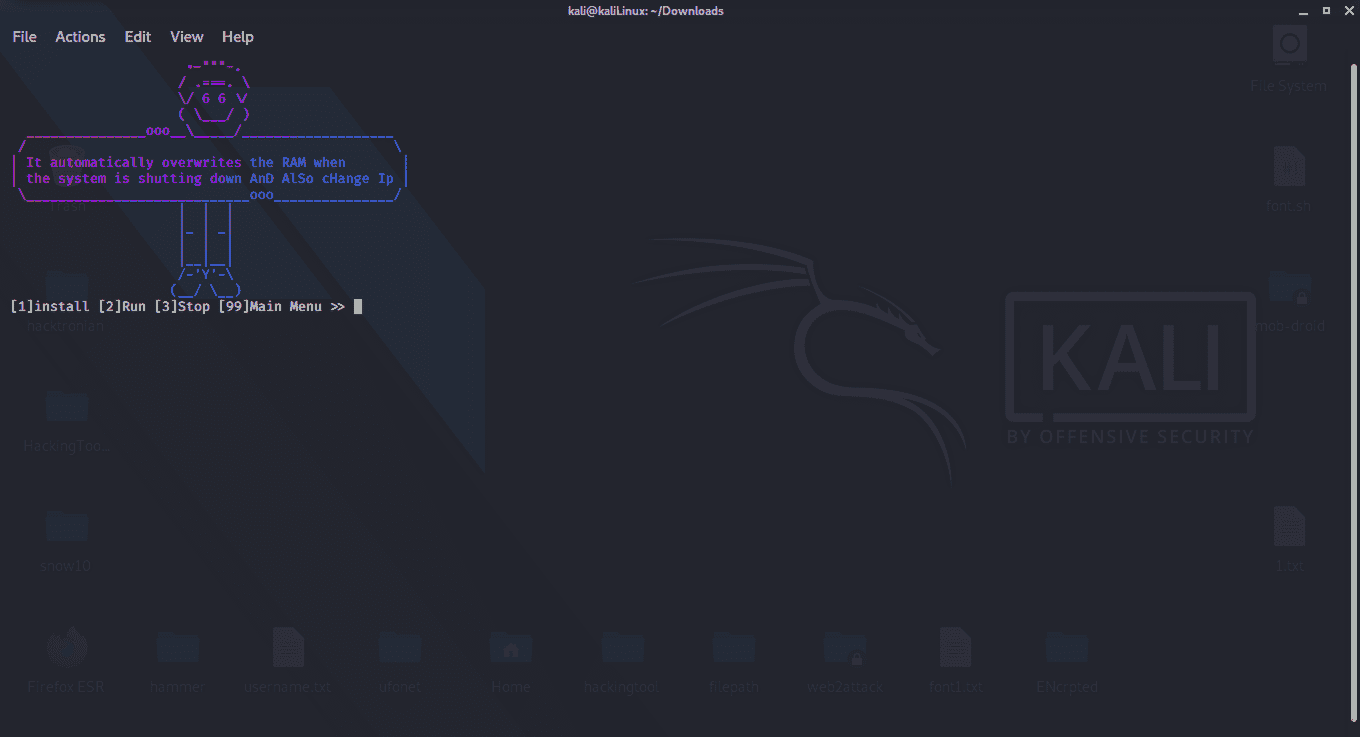 kali@kaliLinux: ~/Downloads
File Actions Edit View Help
It automatically overwrites the RAM when
the system is shutting down AnD AlSo cHange Ip
[1]install [2]Run [3]Stop [99]Main Menu >>
File System
Trash
font.sh
hacktronian
mob-droid
KALI
BY OFFENSIVE SECURITY
HackingToo...
snow10
1.txt
Firefox ESR
hammer
username.txt
ufonet
Home
hackingtool
filepath
web2attack
font1.txt
ENcrpted